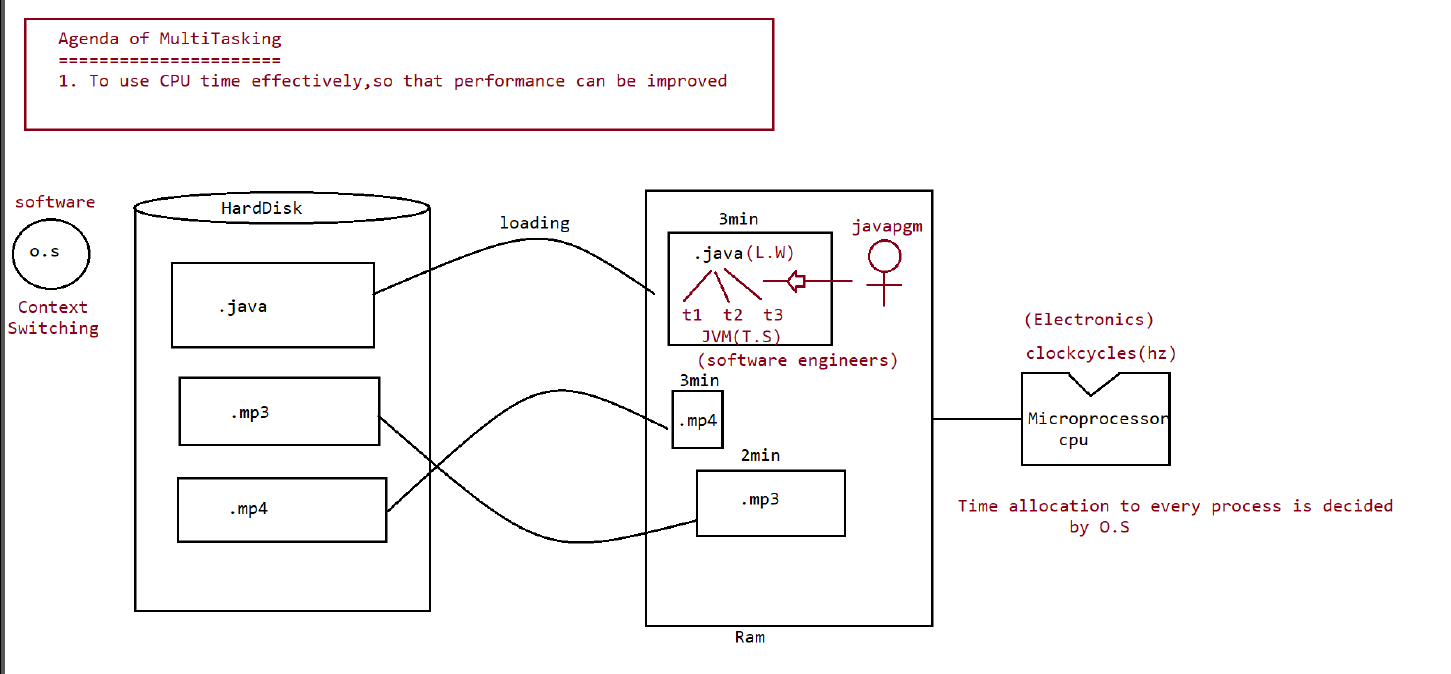 Agenda of MultiTasking
======================
1. To use CPU time effectively,so that performance can be improved
software
o.s
Context
Switching
HardDisk
.java
.mp3
.mp4
loading
3min
.java(L.W)
t1 t2 t3
JVM(T.S)
javapgm
(software engineers)
3min
.mp4
2min
.mp3
Ram
(Electronics)
clockcycles(hz)
Microprocessor
cpu
Time allocation to every process is decided
by O.S